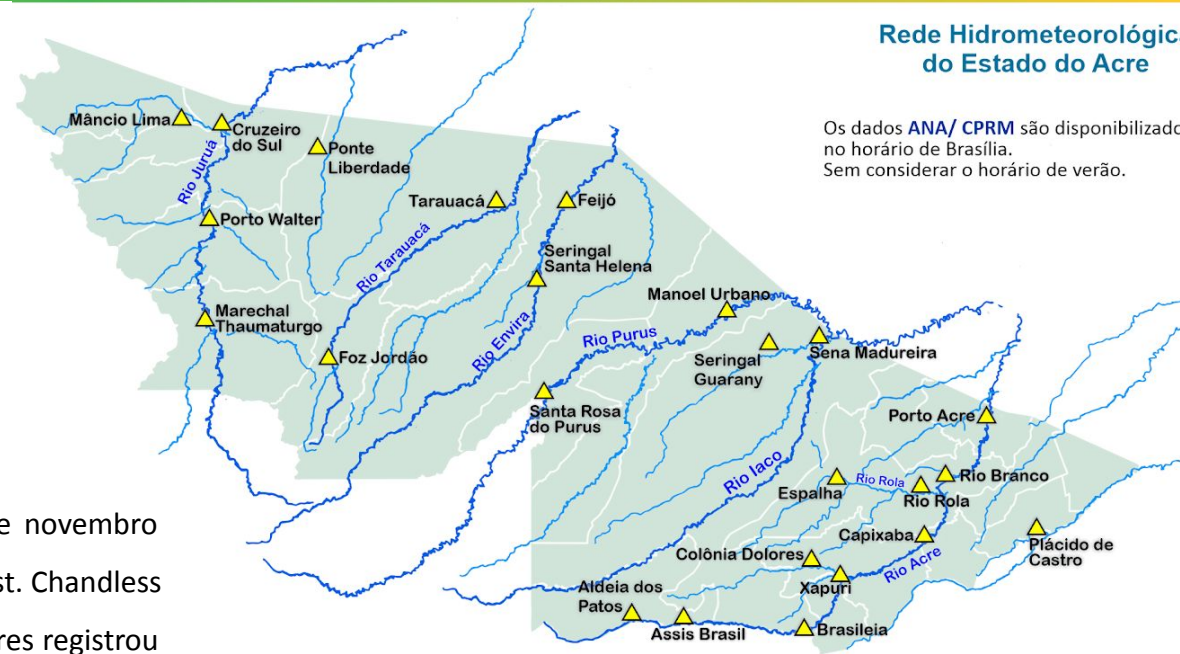 Rede Hidrometeorológica
do Estado do Acre
Os dados ANA/ CPRM são disponibilizado
no horário de Brasília.
Sem considerar o horário de verão.
Mâncio Lima
Cruzeiro
do Sul
Ponte
Liberdade
Rio Juruá
Porto Walter
Tarauacá
Feijó
Rio Tarauacá
Seringal
Santa Helena
Marechal
Thaumaturgo
Foz Jordão
Rio Envira
Manoel Urbano
Rio Purus
Seringal
Guarany
Sena Madureira
Santa Rosa
do Purus
Porto Acre
Rio Iaco
Espalha
Rio Rola
Rio Rola
Rio Branco
Capixaba
Plácido de
Castro
Colônia Dolores
Xapuri
Rio Acre
Aldeia dos
Patos
Assis Brasil
Brasileia
e novembro
st. Chandless
res registrou